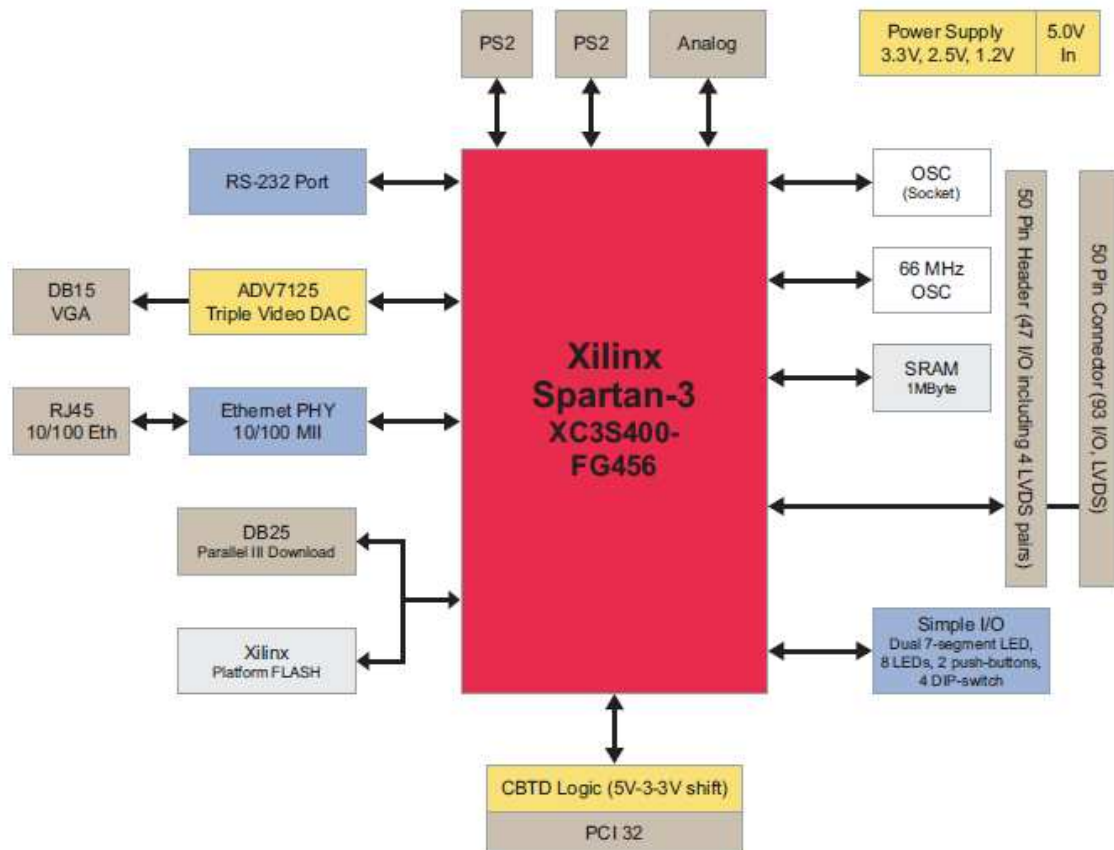 PS2
PS2
Analog
Power Supply
3.3V, 2.5V, 1.2V
5.0V
In
RS-232 Port
OSC
(Socket)
50 Pin Header (47 I/O including 4 LVDS pairs)
50 Pin Connector (93 I/O, LVDS)
DB15
VGA
ADV7125
Triple Video DAC
66 MHz
OSC
Xilinx
Spartan-3
XC3S400-
FG456
SRAM
1MByte
RJ45
10/100 Eth
Ethernet PHY
10/100 MII
DB25
Parallel III Download
Xilinx
Platform FLASH
Simple I/O
Dual 7-segment LED,
8 LEDs, 2 push-buttons,
4 DIP-switch
CBTD Logic (5V-3-3V shift)
PCI 32